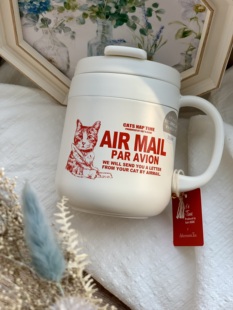 CATS NAP TIME
AIR MAIL
PAR AVION
WE WILL SEND YOU A LETTER
FROM YOUR CAT BY AIRMAIL.